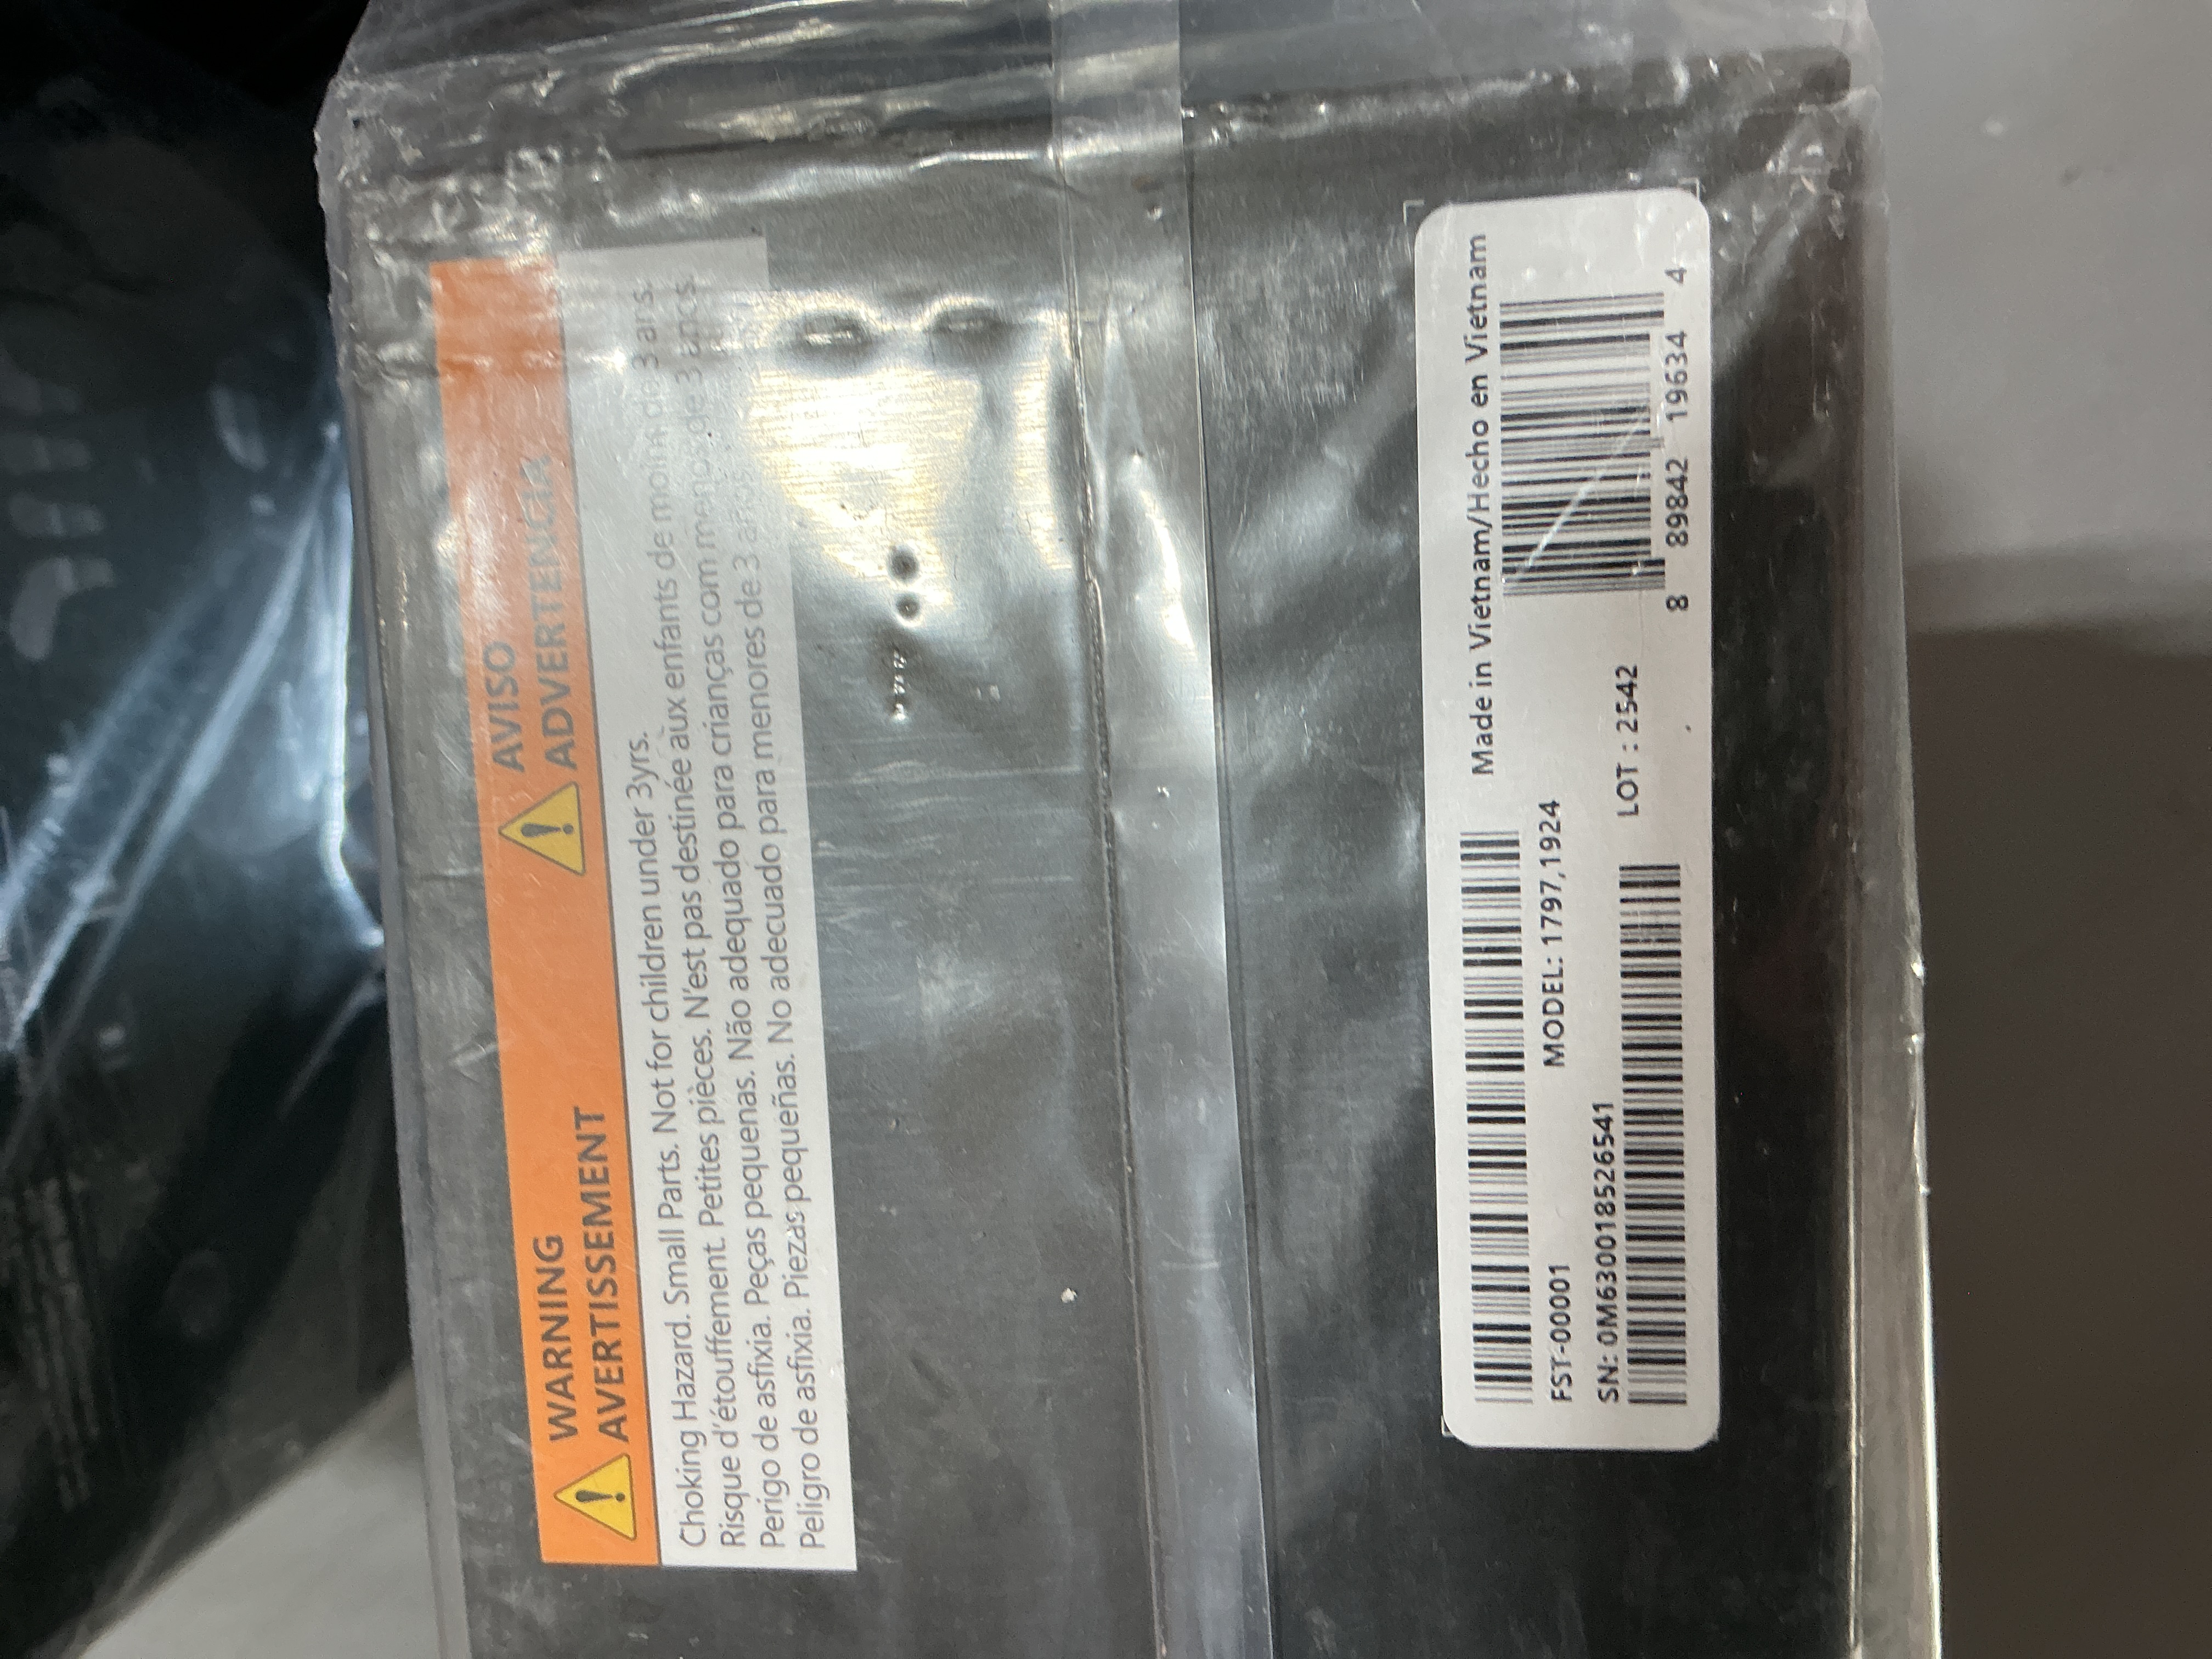 WARNING
AVERTISSEMENT
AVISO
ADVERTENCIA
Choking Hazard. Small Parts. Not for children under 3yrs.
Risque d'étouffement. Petites pièces. N'est pas destinée aux enfants de moins de 3 ans.
Perigo de asfixia. Peças pequenas. Não adequado para crianças com menos de 3 anos.
Peligro de asfixia. Piezas pequeñas. No adecuado para menores de 3 años
Made in Vietnam/Hecho en Vietnam
FST-00001
MODEL: 1797,1924
SN: 0M630018526541
LOT : 2542
8 89842 19634 4